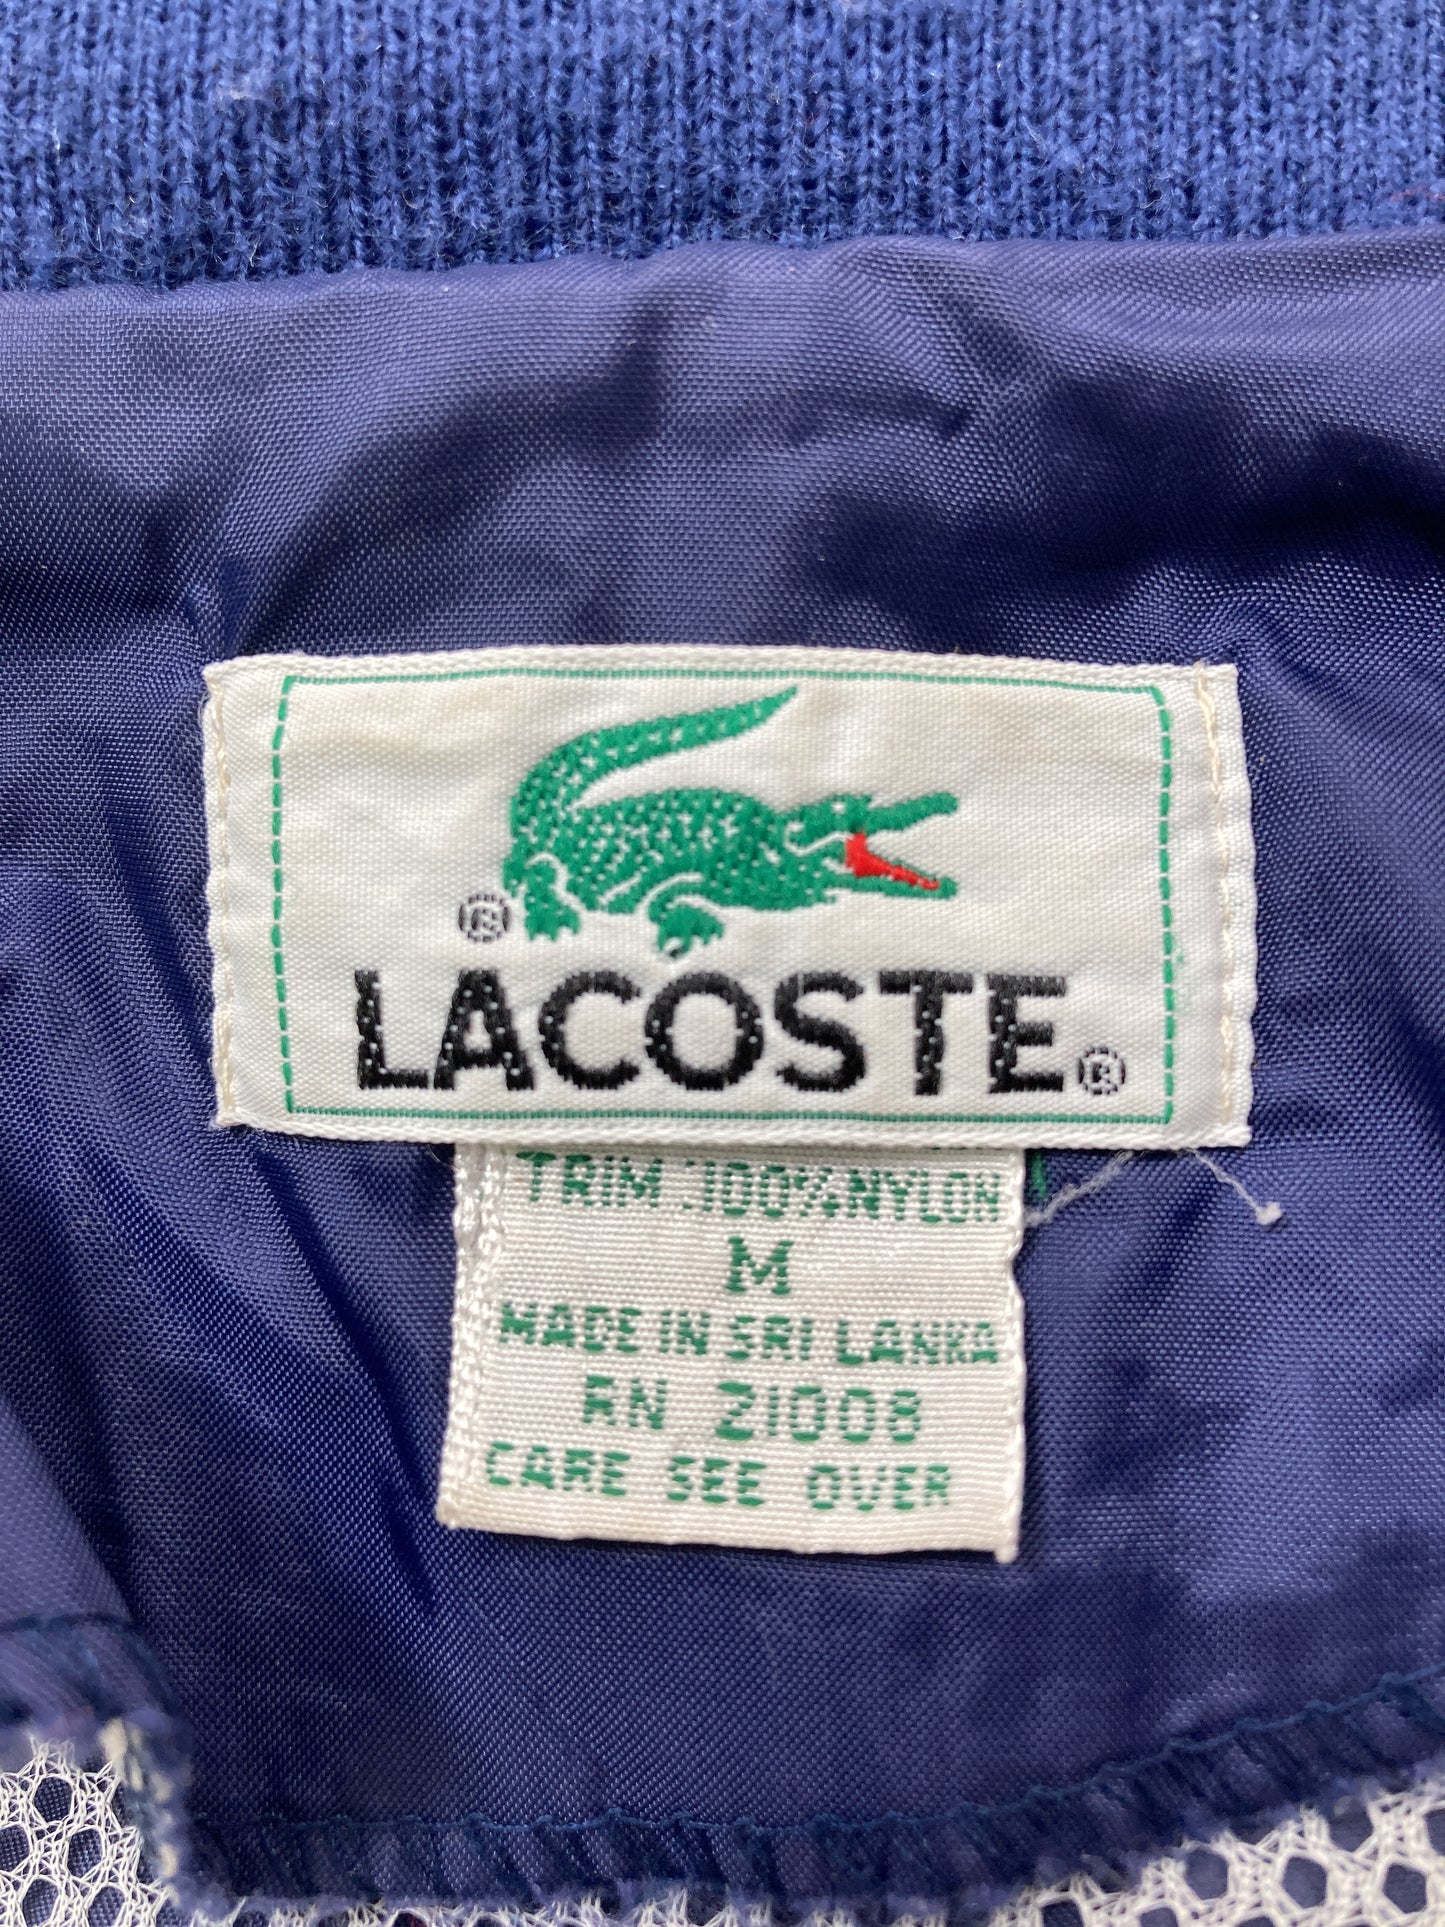 ®
LACOSTE®
TRIM :100% NYLON
M
MADE IN SRI LANKA
RN 21008
CARE SEE OVER